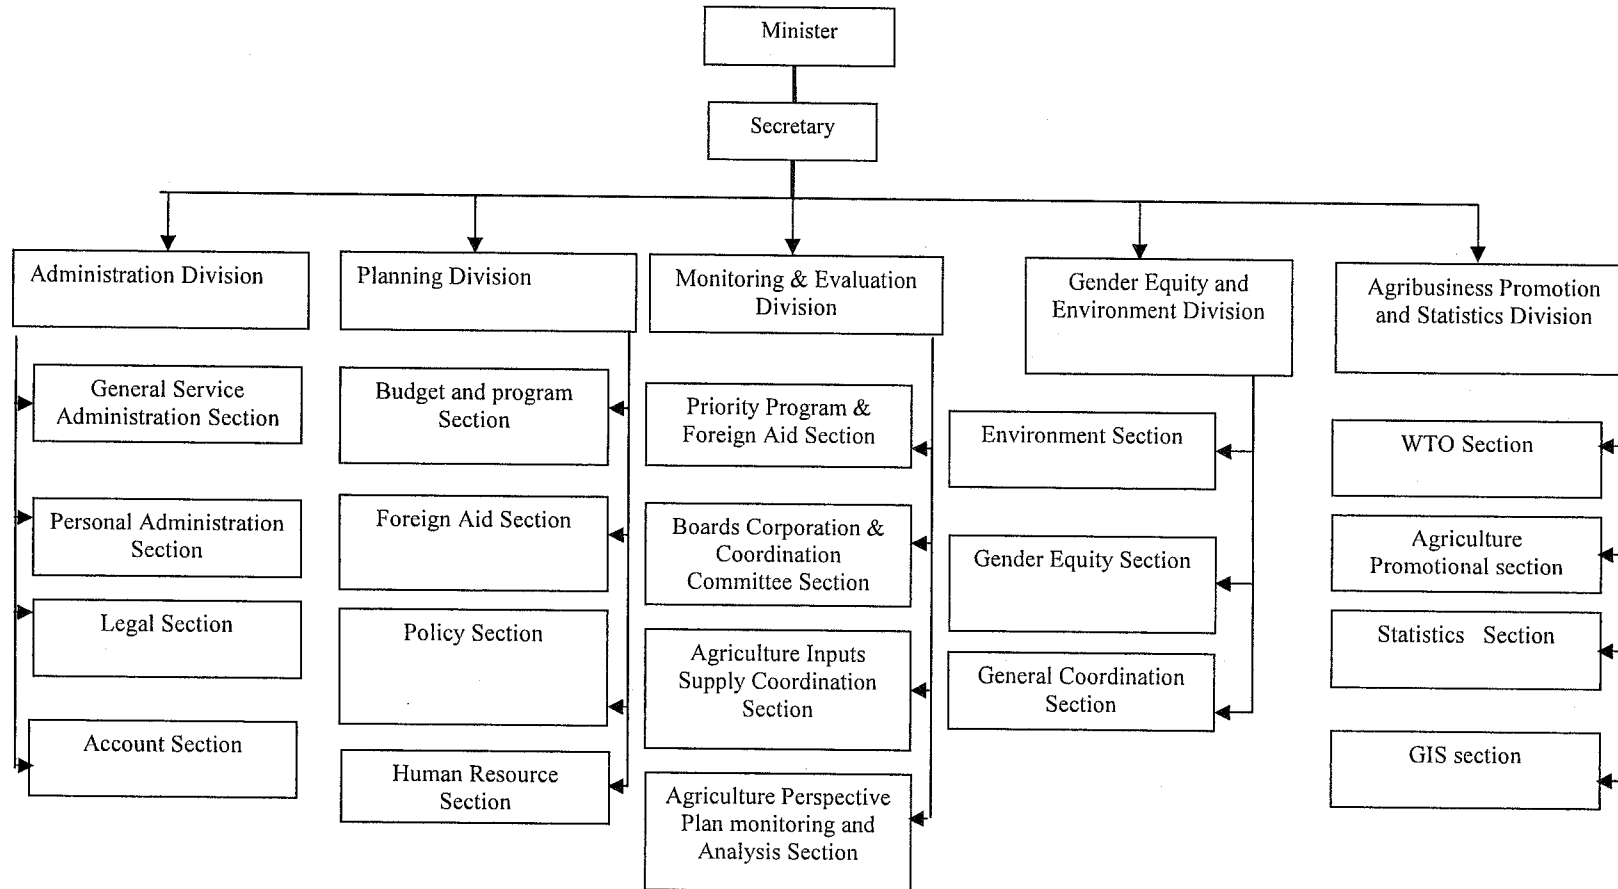 Minister
Secretary
Administration Division
Planning Division
Monitoring & Evaluation
Division
Gender Equity and
Environment Division
Agribusiness Promotion
and Statistics Division
General Service
Administration Section
Personal Administration
Section
Legal Section
Account Section
Budget and program
Section
Foreign Aid Section
Policy Section
Human Resource
Section
Priority Program &
Foreign Aid Section
Boards Corporation &
Coordination
Committee Section
Agriculture Inputs
Supply Coordination
Section
Agriculture Perspective
Plan monitoring and
Analysis Section
Environment Section
Gender Equity Section
General Coordination
Section
WTO Section
Agriculture
Promotional section
Statistics Section
GIS section